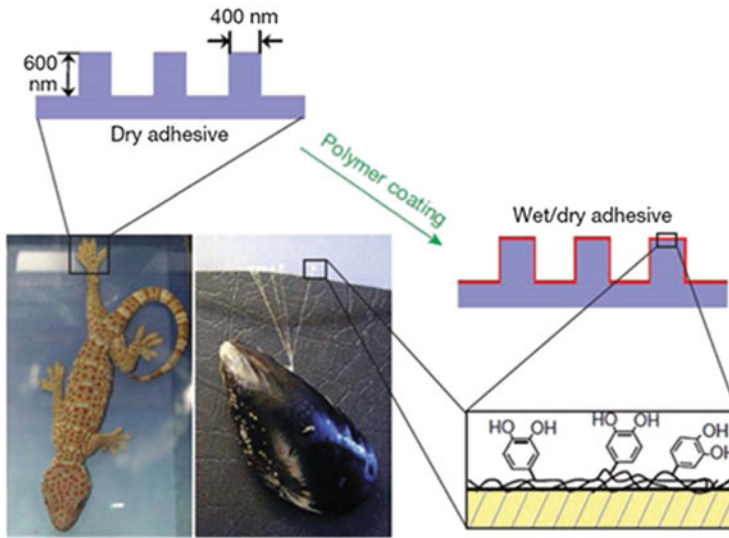 400 nm
600
nm
Dry adhesive
Polymer coating
Wet/dry adhesive
HO
OH
HO
OH
OH
OH